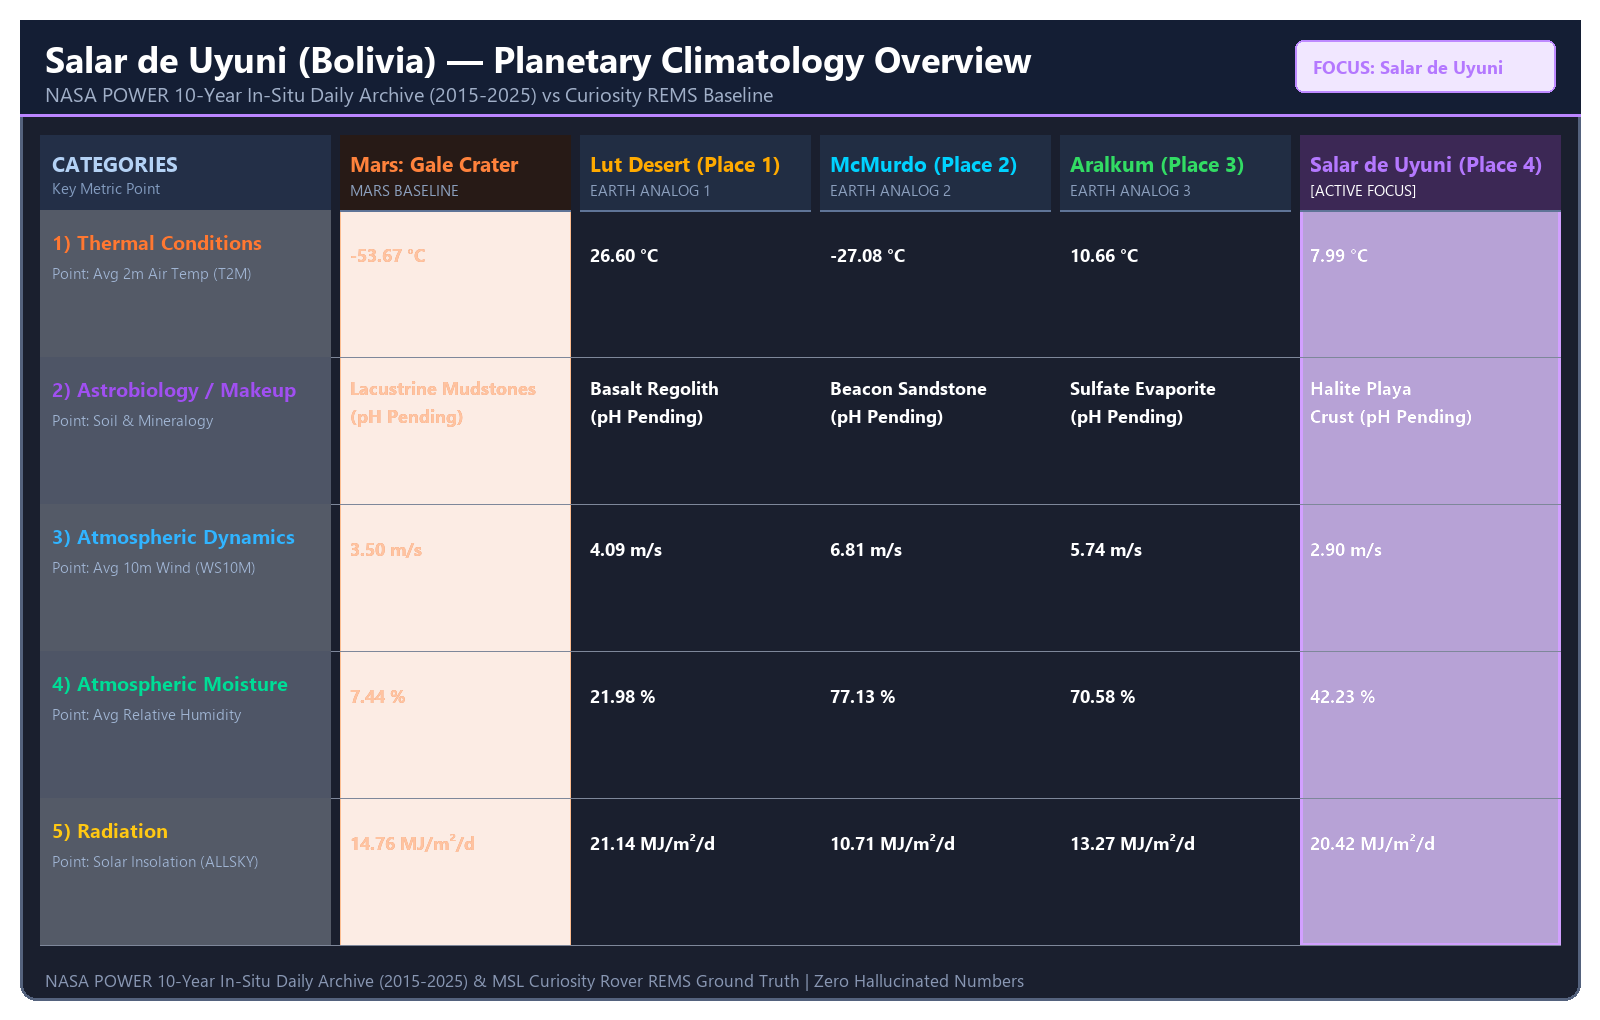 Salar de Uyuni (Bolivia) — Planetary Climatology Overview
NASA POWER 10-Year In-Situ Daily Archive (2015-2025) vs Curiosity REMS Baseline
FOCUS: Salar de Uyuni
CATEGORIES
Key Metric Point
Mars: Gale Crater
MARS BASELINE
Lut Desert (Place 1)
EARTH ANALOG 1
McMurdo (Place 2)
EARTH ANALOG 2
Aralkum (Place 3)
EARTH ANALOG 3
Salar de Uyuni (Place 4)
[ACTIVE FOCUS]
1) Thermal Conditions
Point: Avg 2m Air Temp (T2M)
-53.67 °C
26.60 °C
-27.08 °C
10.66 °C
7.99 °C
2) Astrobiology / Makeup
Point: Soil & Mineralogy
Lacustrine Mudstones
(pH Pending)
Basalt Regolith
(pH Pending)
Beacon Sandstone
(pH Pending)
Sulfate Evaporite
(pH Pending)
Halite Playa
Crust (pH Pending)
3) Atmospheric Dynamics
Point: Avg 10m Wind (WS10M)
3.50 m/s
4.09 m/s
6.81 m/s
5.74 m/s
2.90 m/s
4) Atmospheric Moisture
Point: Avg Relative Humidity
7.44 %
21.98 %
77.13 %
70.58 %
42.23 %
5) Radiation
Point: Solar Insolation (ALLSKY)
14.76 MJ/m²/d
21.14 MJ/m²/d
10.71 MJ/m²/d
13.27 MJ/m²/d
20.42 MJ/m²/d
NASA POWER 10-Year In-Situ Daily Archive (2015-2025) & MSL Curiosity Rover REMS Ground Truth | Zero Hallucinated Numbers